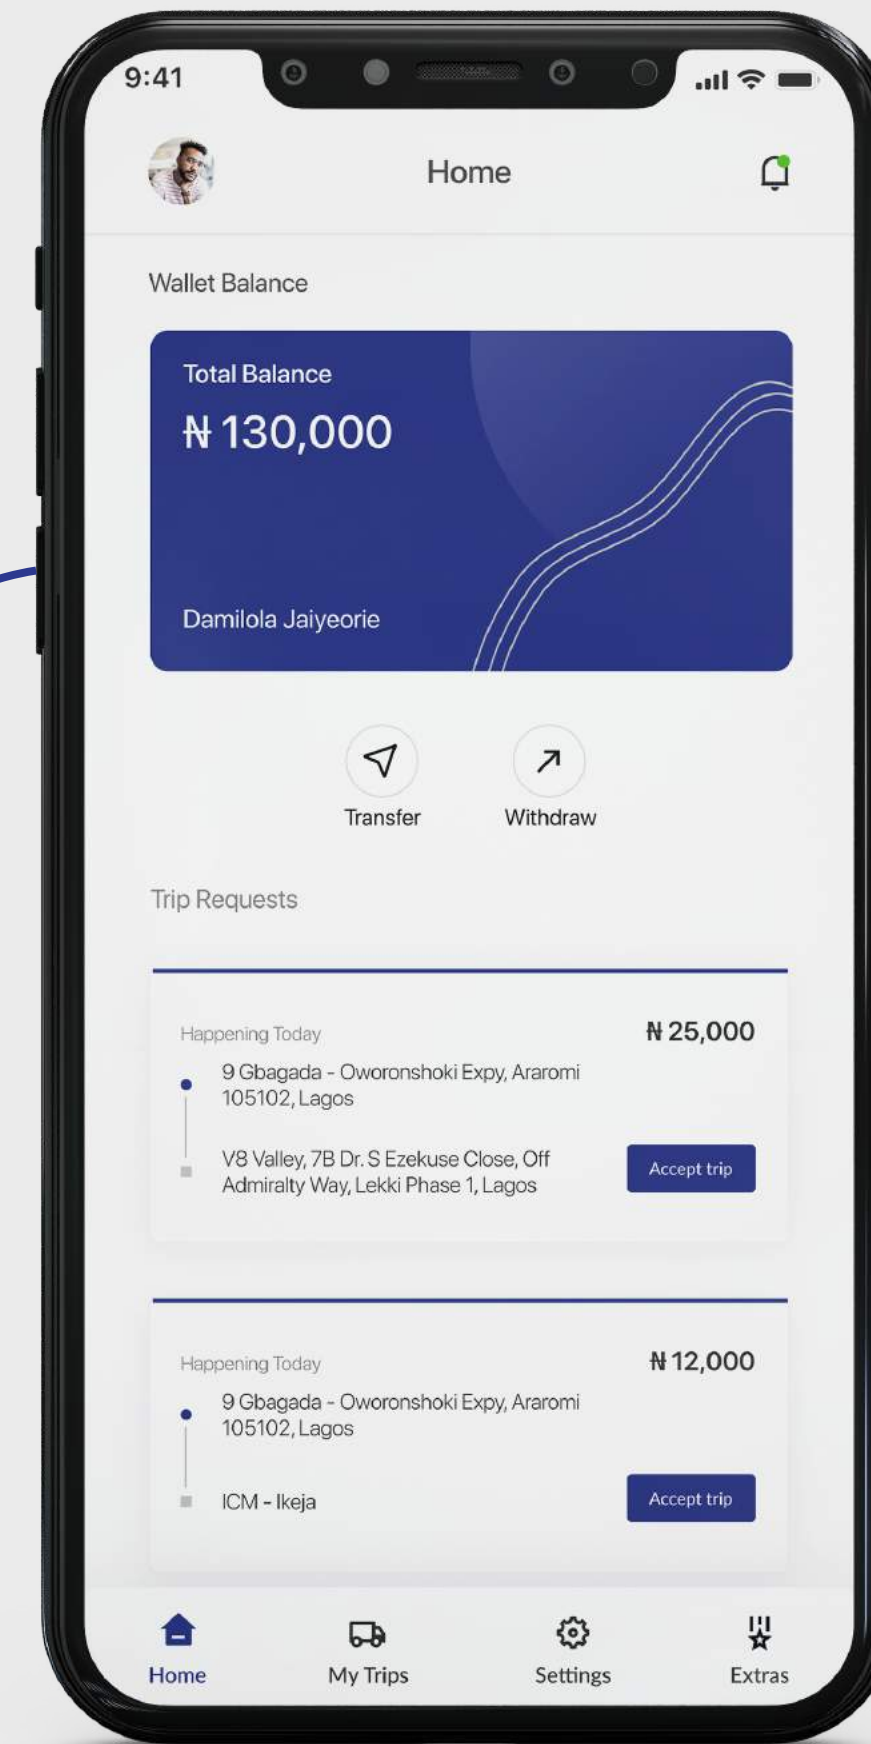 9:41
Home
Wallet Balance
Total Balance
₦ 130,000
Damilola Jaiyeorie
Transfer
Withdraw
Trip Requests
Happening Today
₦ 25,000
9 Gbagada - Oworonshoki Expy, Araromi
105102, Lagos
V8 Valley, 7B Dr. S Ezekuse Close, Off
Admiralty Way, Lekki Phase 1, Lagos
Accept trip
Happening Today
₦ 12,000
9 Gbagada - Oworonshoki Expy, Araromi
105102, Lagos
ICM - Ikeja
Accept trip
Home
My Trips
Settings
Extras